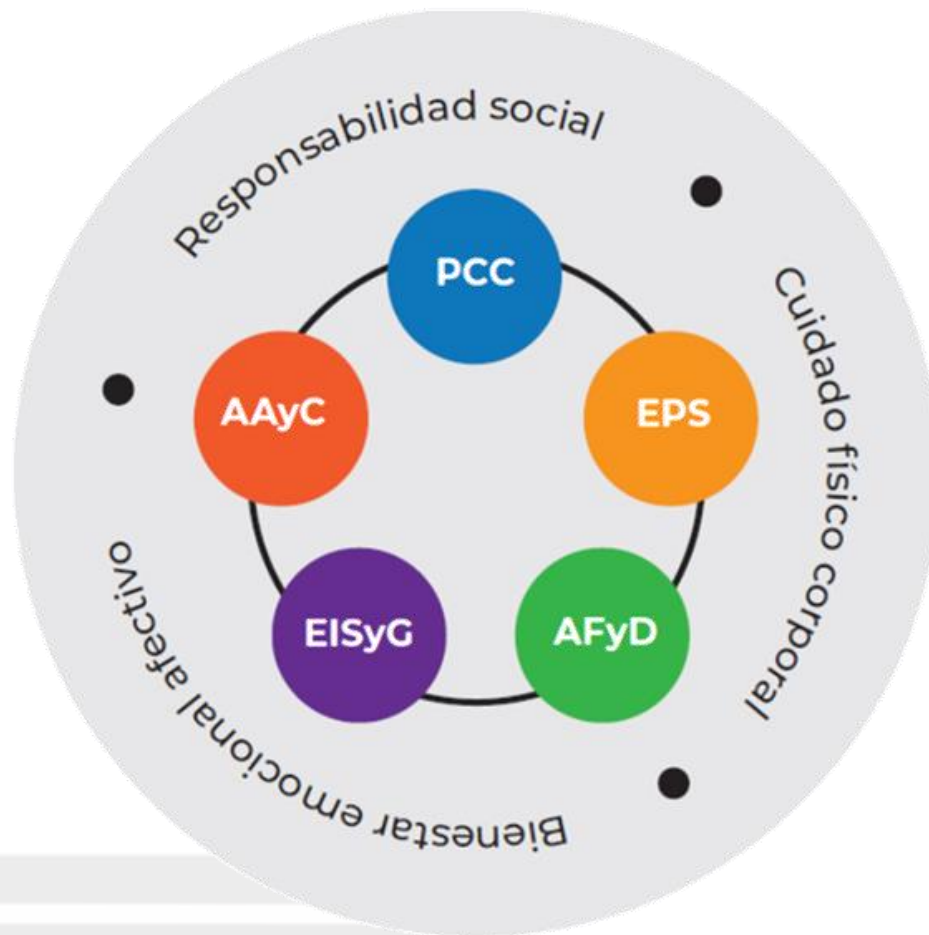 Responsabilidad social
Cuidado físico corporal
Bienestar emocional afectivo
PCC
EPS
AFyD
EISyG
AAyC